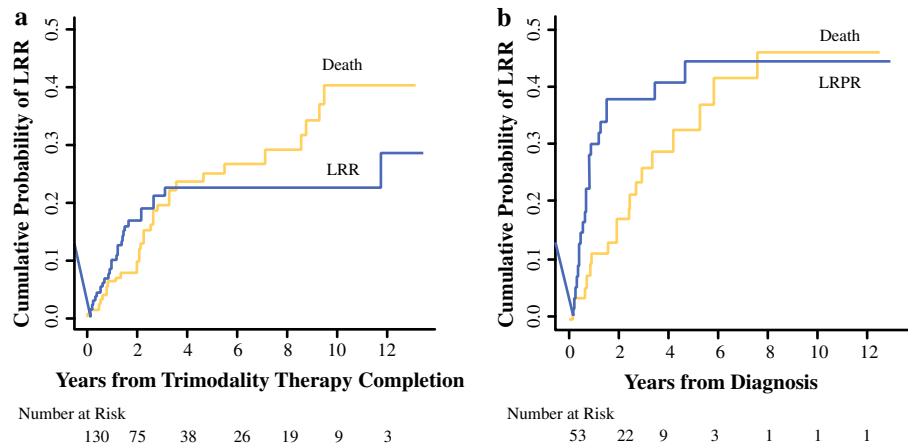 a
Cumulative Probability of LRR
0.5
0.4
0.3
0.2
0.1
0.0
Death
LRR
0 2 4 6 8 10 12
Years from Trimodality Therapy Completion
Number at Risk
130 75 38 26 19 9 3
b
Cumulative Probability of LRR
0.5
0.4
0.3
0.2
0.1
0.0
Death
LRPR
0 2 4 6 8 10 12
Years from Diagnosis
Number at Risk
53 22 9 3 1 1 1